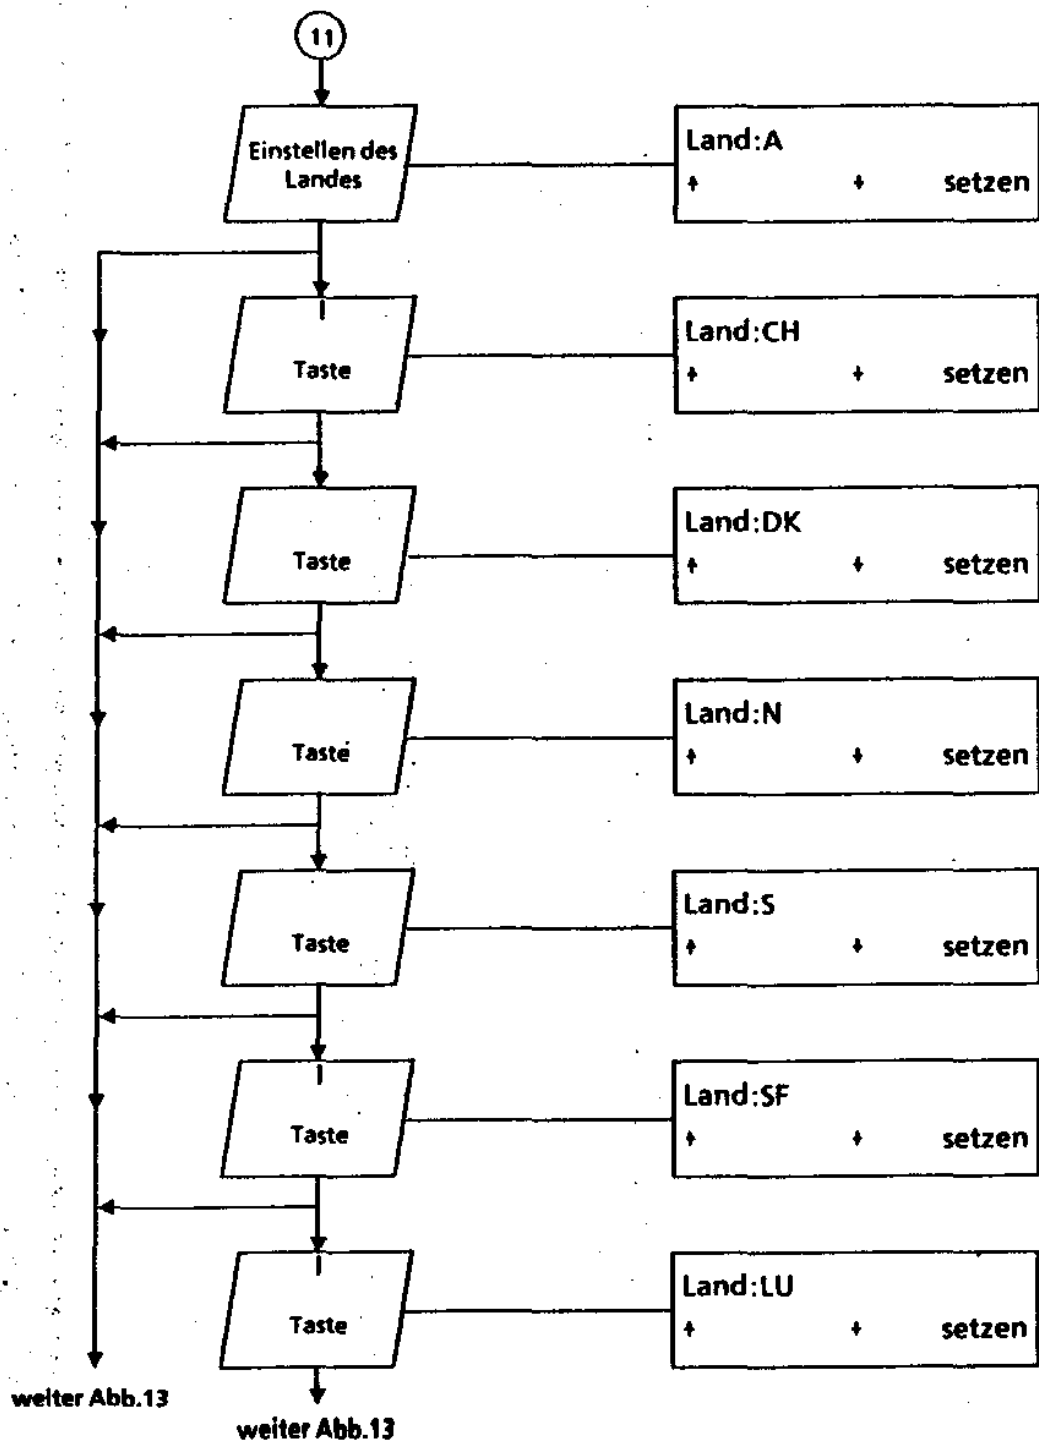 11
Einstellen des
Landes
Land:A
↑ ↓ setzen
Taste
Land:CH
↑ ↓ setzen
Taste
Land:DK
↑ ↓ setzen
Taste
Land:N
↑ ↓ setzen
Taste
Land:S
↑ ↓ setzen
Taste
Land:SF
↑ ↓ setzen
Taste
Land:LU
↑ ↓ setzen
weiter Abb.13
weiter Abb.13